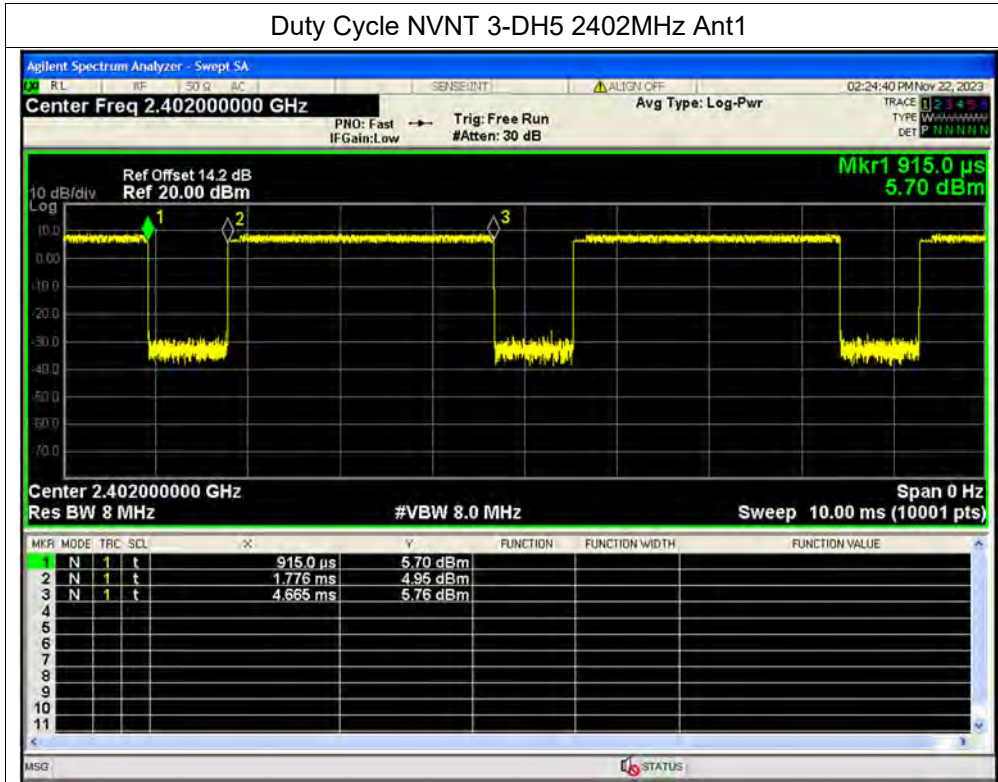 Duty Cycle NVNT 3-DH5 2402MHz Ant1
Agilent Spectrum Analyzer - Swept SA
RL RF 50 Ω AC SENSE:INT ALIGN OFF 02:24:40 PM Nov 22, 2023
Center Freq 2.402000000 GHz Avg Type: Log-Pwr TRACE 1 2 3 4 5 6
PNO: Fast Trig: Free Run TYPE W
IFGain:Low #Atten: 30 dB DET P N N N N N
Mkr1 915.0 µs
Ref Offset 14.2 dB
10 dB/div Ref 20.00 dBm 5.70 dBm
Log
1 2 3
10.0
0.00
-10.0
-20.0
-30.0
-40.0
-50.0
-60.0
-70.0
Center 2.402000000 GHz Span 0 Hz
Res BW 8 MHz #VBW 8.0 MHz Sweep 10.00 ms (10001 pts)
MKR MODE TRC SCL X Y FUNCTION FUNCTION WIDTH FUNCTION VALUE
1 N 1 t 915.0 µs 5.70 dBm
2 N 1 t 1.776 ms 4.95 dBm
3 N 1 t 4.665 ms 5.76 dBm
4
5
6
7
8
9
10
11
MSG STATUS